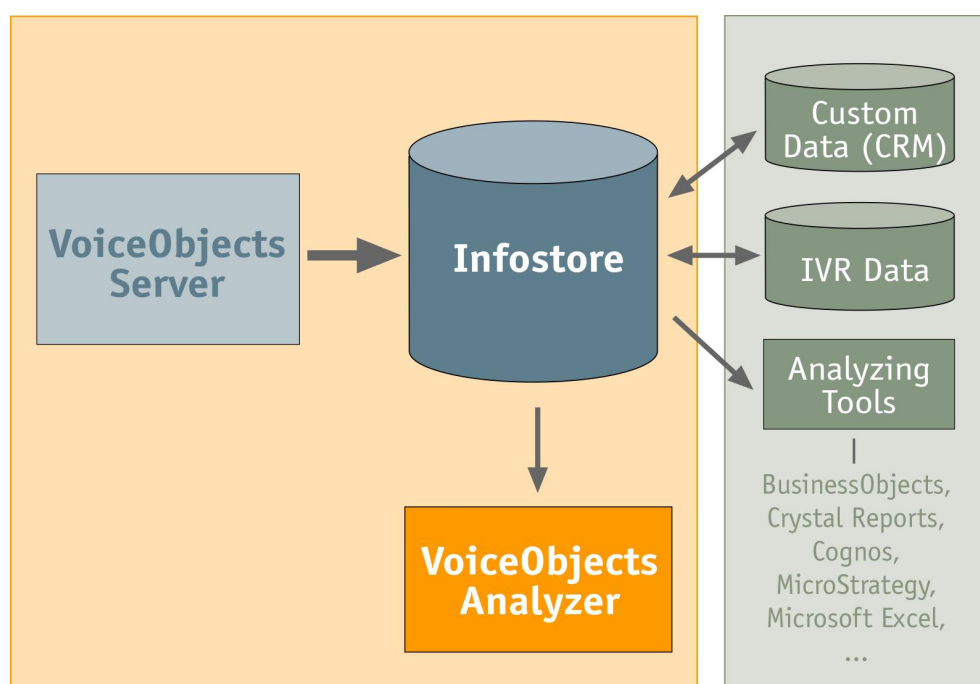 VoiceObjects
Server
Infostore
VoiceObjects
Analyzer
Custom
Data (CRM)
IVR Data
Analyzing
Tools
BusinessObjects,
Crystal Reports,
Cognos,
MicroStrategy,
Microsoft Excel,
...